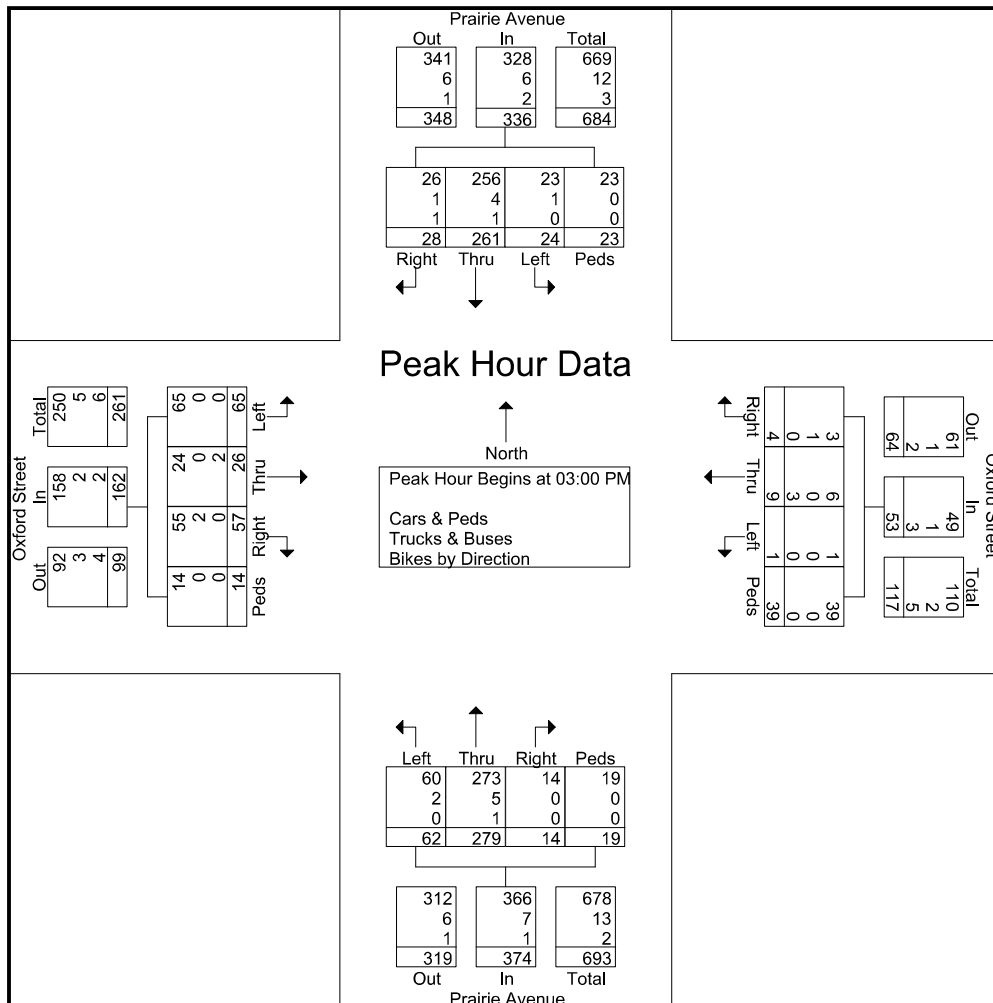 Prairie Avenue
Out In Total
341 328 669
6 6 12
1 2 3
348 336 684
26 256 23 23
1 4 1 0
1 1 0 0
28 261 24 23
Right Thru Left Peds
Peak Hour Data
North
Peak Hour Begins at 03:00 PM
Cars & Peds
Trucks & Buses
Bikes by Direction
Oxford Street
Out In Total
92 158 250
3 2 5
4 2 6
99 162 261
14 55 24 65
0 2 0 0
0 0 2 0
14 57 26 65
Peds Right Thru Left
Oxford Street
Out In Total
61 49 110
1 1 2
2 3 5
64 53 117
3 6 1 39
1 0 0 0
0 3 0 0
4 9 1 39
Right Thru Left Peds
Left Thru Right Peds
60 273 14 19
2 5 0 0
0 1 0 0
62 279 14 19
312 366 678
6 7 13
1 1 2
319 374 693
Out In Total
Prairie Avenue